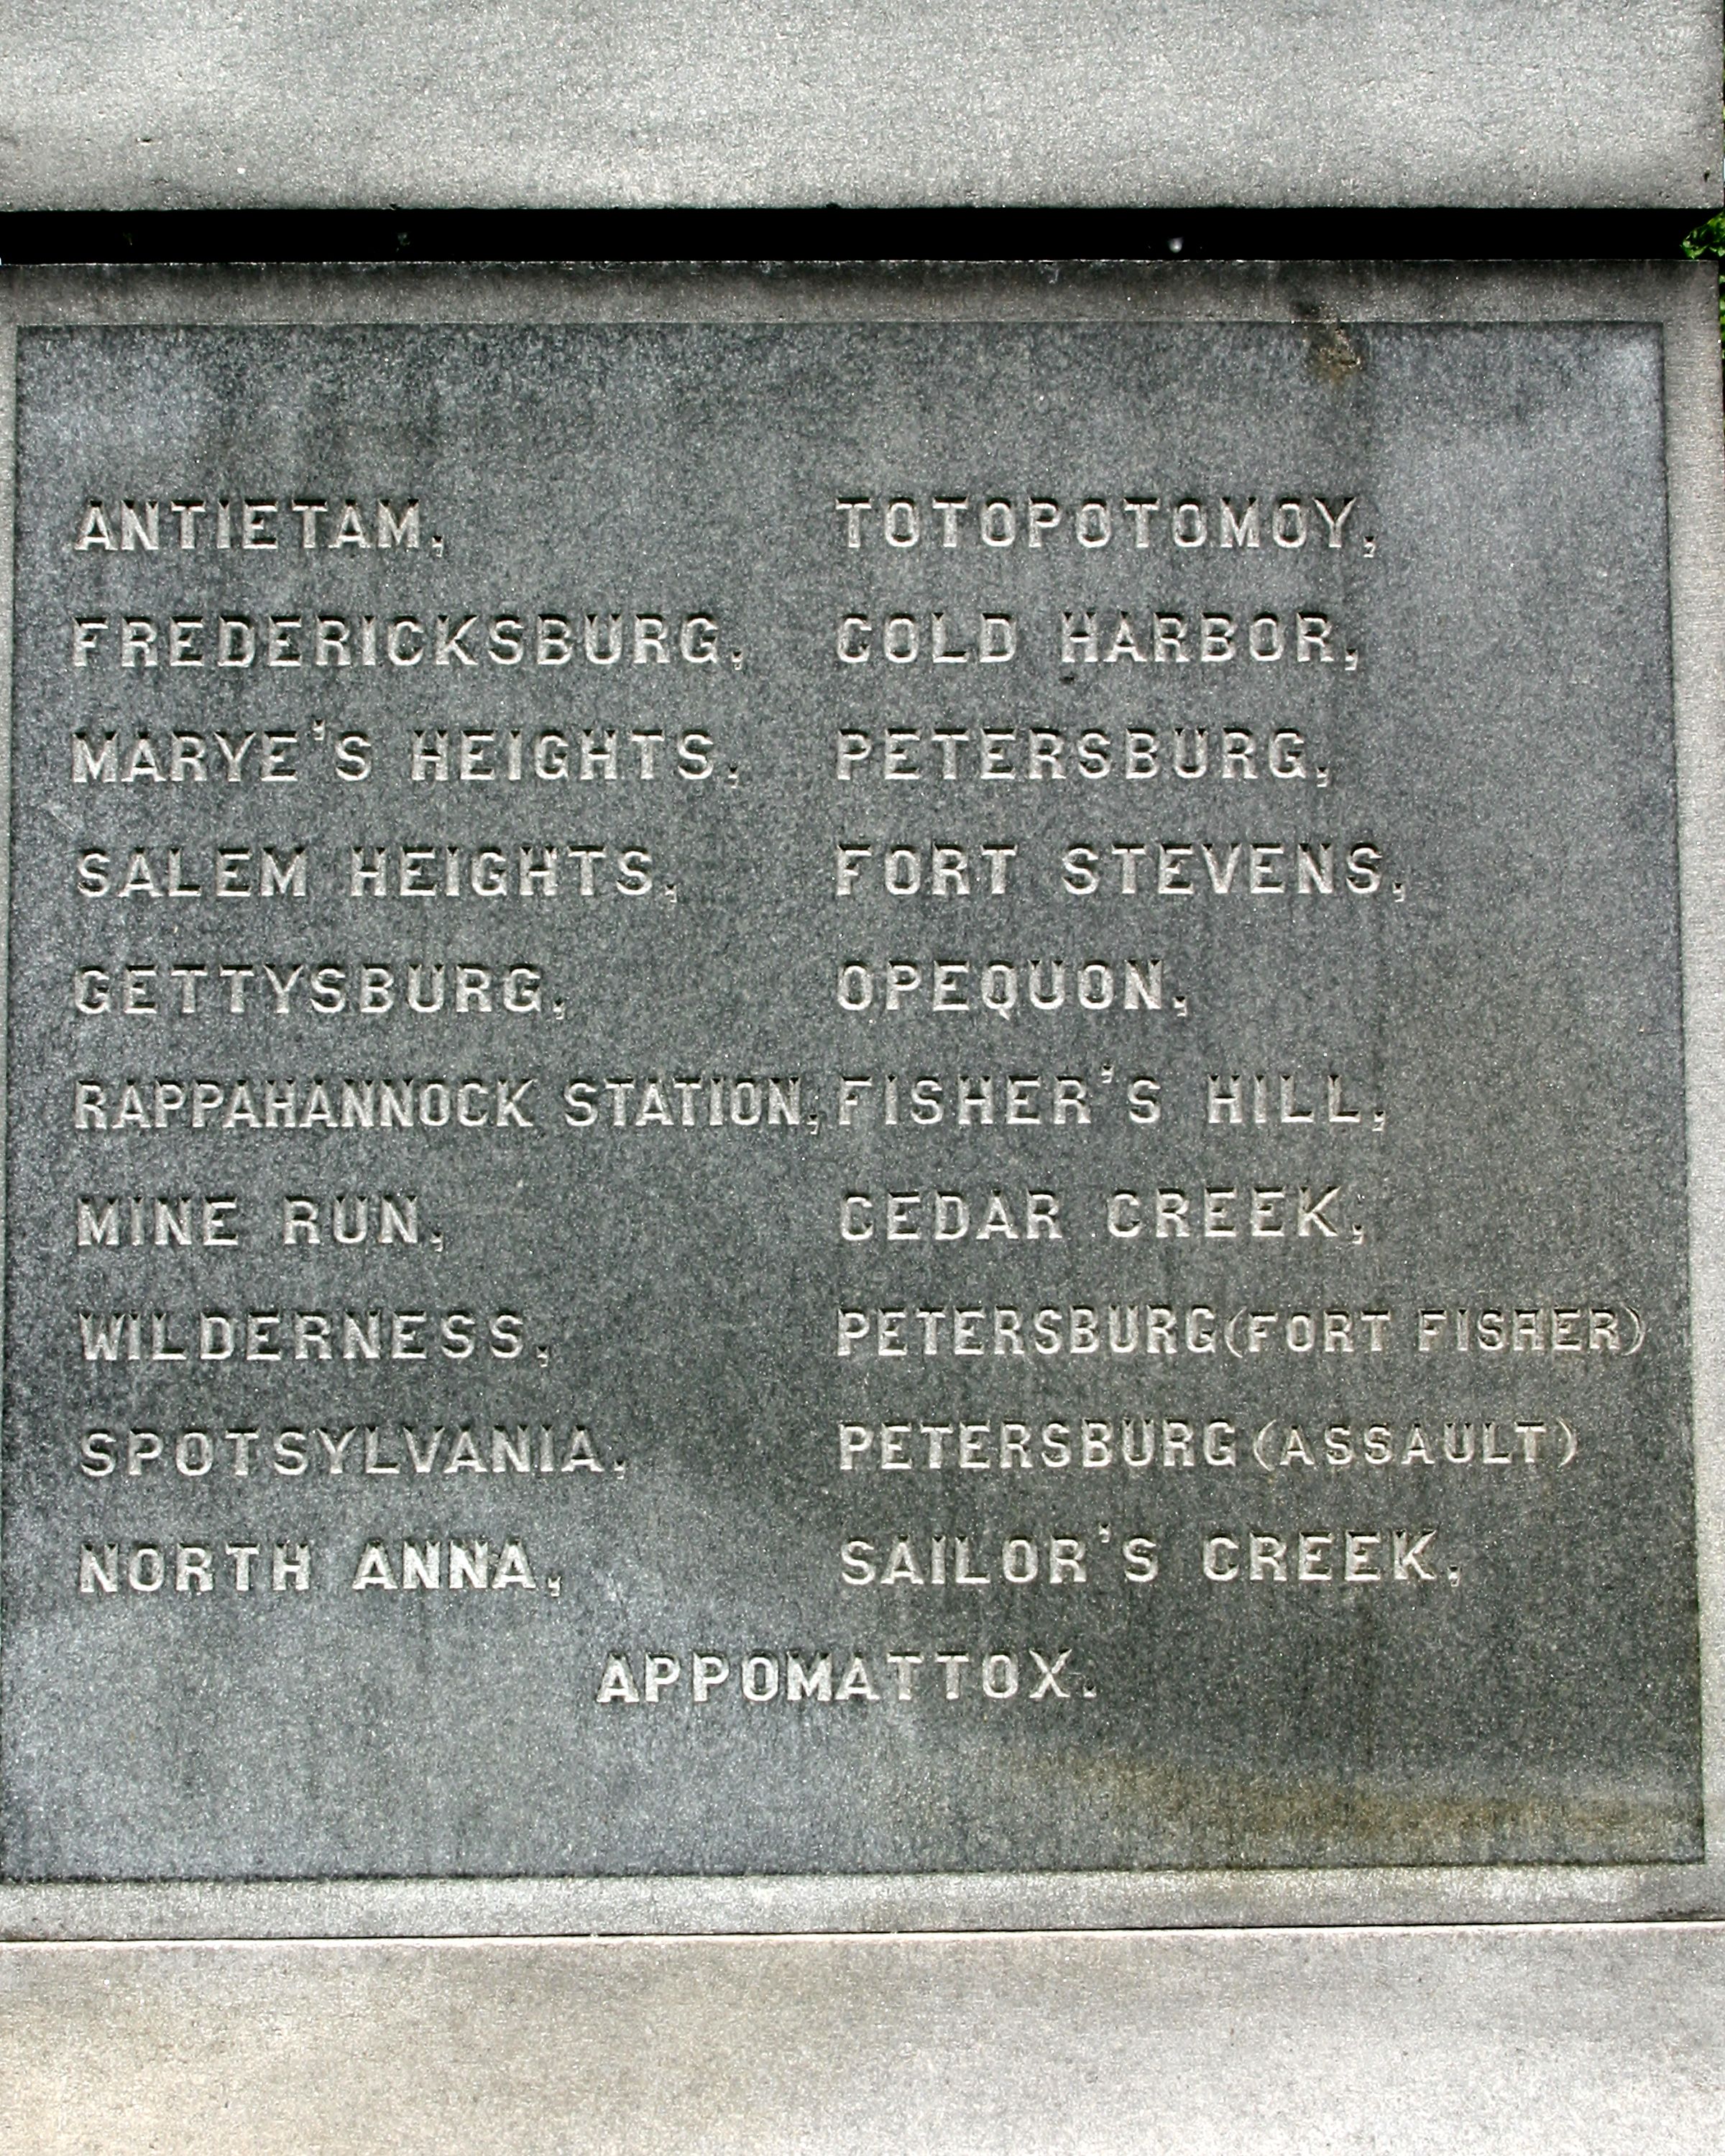 ANTIETAM,
FREDERICKSBURG,
MARYE'S HEIGHTS,
SALEM HEIGHTS,
GETTYSBURG,
RAPPAHANNOCK STATION,
MINE RUN,
WILDERNESS,
SPOTSYLVANIA,
NORTH ANNA,
TOTOPOTOMOY,
COLD HARBOR,
PETERSBURG,
FORT STEVENS,
OPEQUON,
FISHER'S HILL,
CEDAR CREEK,
PETERSBURG (FORT FISHER)
PETERSBURG (ASSAULT)
SAILOR'S CREEK,
APPOMATTOX.